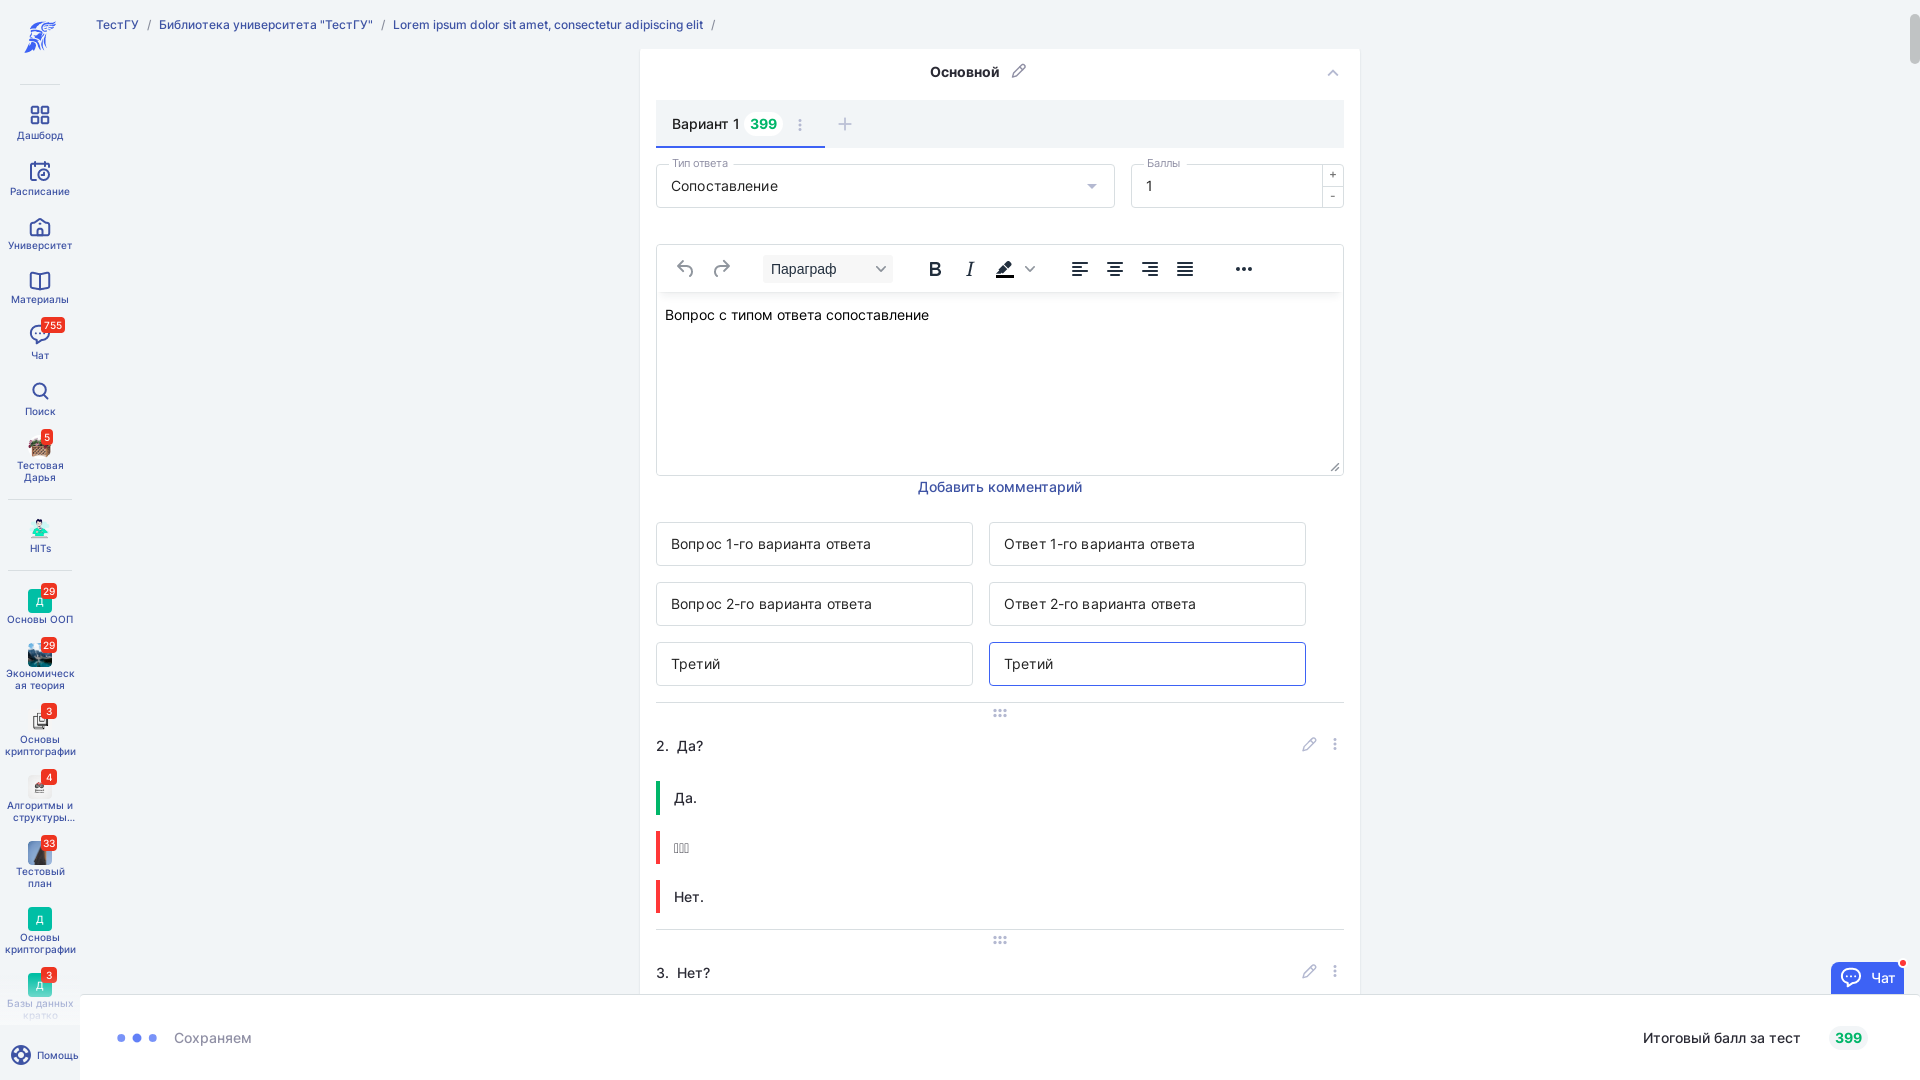 ТестГУ / Библиотека университета "ТестГУ" / Lorem ipsum dolor sit amet, consectetur adipiscing elit /
Дашборд
Расписание
Университет
Материалы
755
Чат
Поиск
5
Тестовая
Дарья
HITs
29
Д
Основы ООП
29
Экономическ
ая теория
3
Основы
криптографии
4
Алгоритмы и
структуры...
33
Тестовый
план
Д
Основы
криптографии
3
Д
Базы данных
кратко
Помощь
Основной
Вариант 1 399
Тип ответа
Сопоставление
Баллы
1
+
-
Параграф
B I
Вопрос с типом ответа сопоставление
Добавить комментарий
Вопрос 1-го варианта ответа
Ответ 1-го варианта ответа
Вопрос 2-го варианта ответа
Ответ 2-го варианта ответа
Третий
Третий
2. Да?
Да.
Нет.
3. Нет?
Чат
Сохраняем
Итоговый балл за тест 399